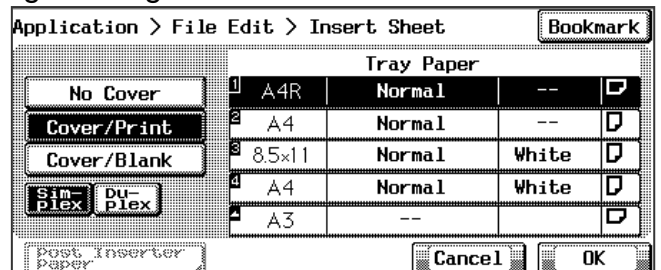 Application > File Edit > Insert Sheet Bookmark
Tray Paper
No Cover
Cover/Print
Cover/Blank
Sim-plex Du-plex
1 A4R Normal --
2 A4 Normal --
3 8.5×11 Normal White
4 A4 Normal White
A3 --
Post Inserter Paper
Cancel OK